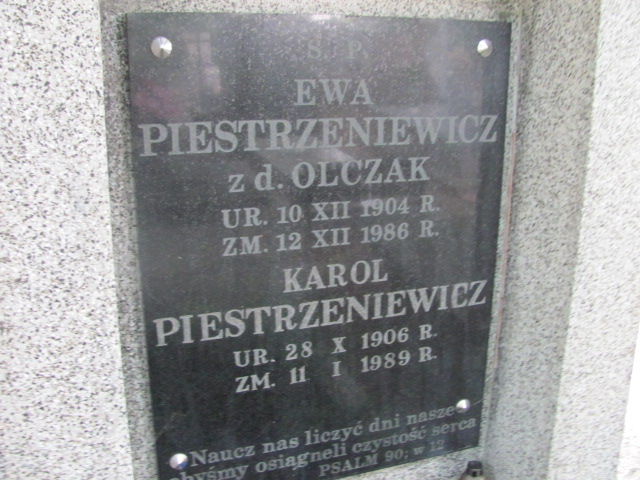 Ś. P.
EWA
PIESTRZENIEWICZ
z d. OLCZAK
UR. 10 XII 1904 R.
ZM. 12 XII 1986 R.
KAROL
PIESTRZENIEWICZ
UR. 28 X 1906 R.
ZM. 11 I 1989 R.
Naucz nas liczyć dni nasze
abyśmy osiągneli czystość serca
PSALM 90; w 12